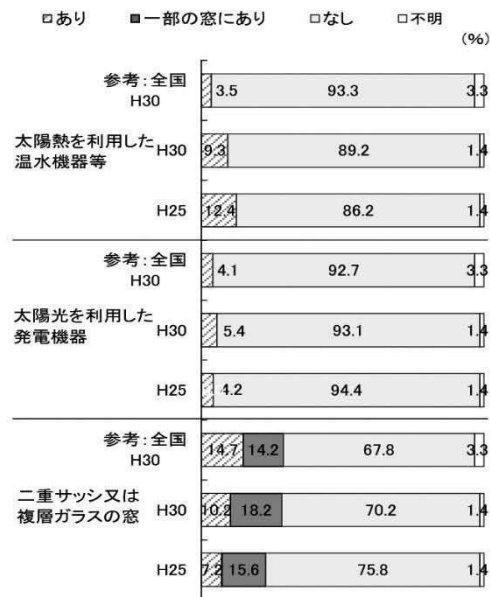 あり 一部の窓にあり なし 不明
(%)
参考：全国
H30
3.5 93.3 3.3
太陽熱を利用した
温水機器等
H30 9.3 89.2 1.4
H25 12.4 86.2 1.4
参考：全国
H30
4.1 92.7 3.3
太陽光を利用した
発電機器
H30 5.4 93.1 1.4
H25 4.2 94.4 1.4
参考：全国
H30
14.7 14.2 67.8 3.3
二重サッシ又は
複層ガラスの窓
H30 10.2 18.2 70.2 1.4
H25 7.2 15.6 75.8 1.4